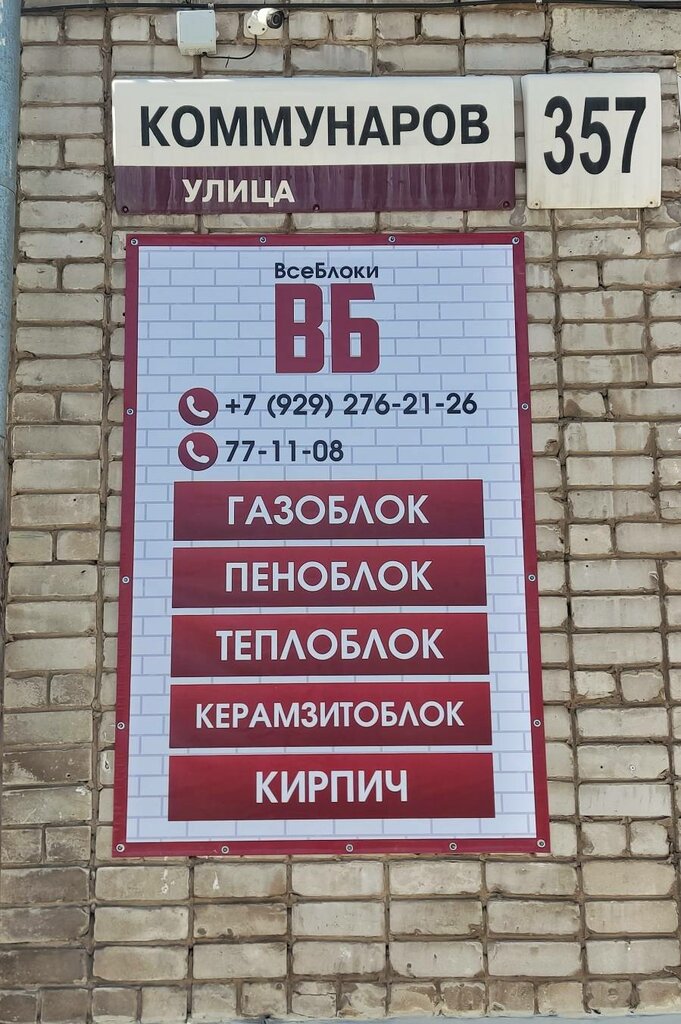 КОММУНАРОВ
357
УЛИЦА
ВсеБлоки
ВБ
+7 (929) 276-21-26
77-11-08
ГАЗОБЛОК
ПЕНОБЛОК
ТЕПЛОБЛОК
КЕРАМЗИТОБЛОК
КИРПИЧ